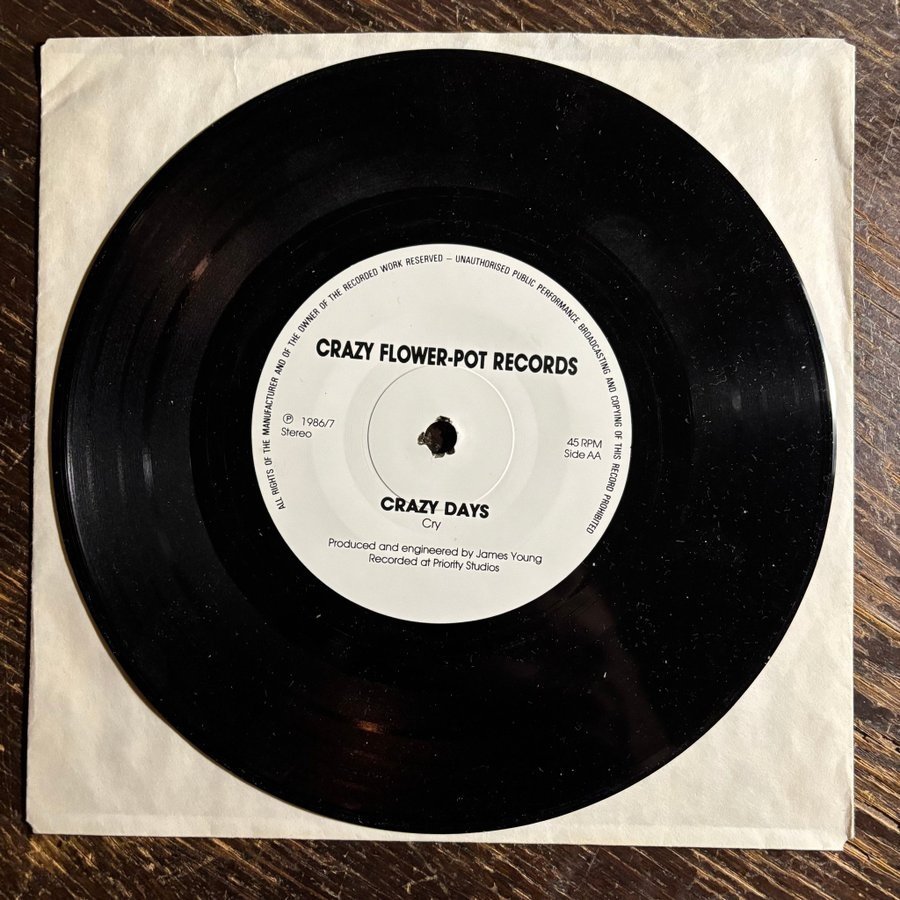 ALL RIGHTS OF THE MANUFACTURER AND OF THE OWNER OF THE RECORDED WORK RESERVED – UNAUTHORISED PUBLIC PERFORMANCE BROADCASTING AND COPYING OF THIS RECORD PROHIBITED
CRAZY FLOWER-POT RECORDS
℗ 1986/7
Stereo
45 RPM
Side AA
CRAZY DAYS
Cry
Produced and engineered by James Young
Recorded at Priority Studios